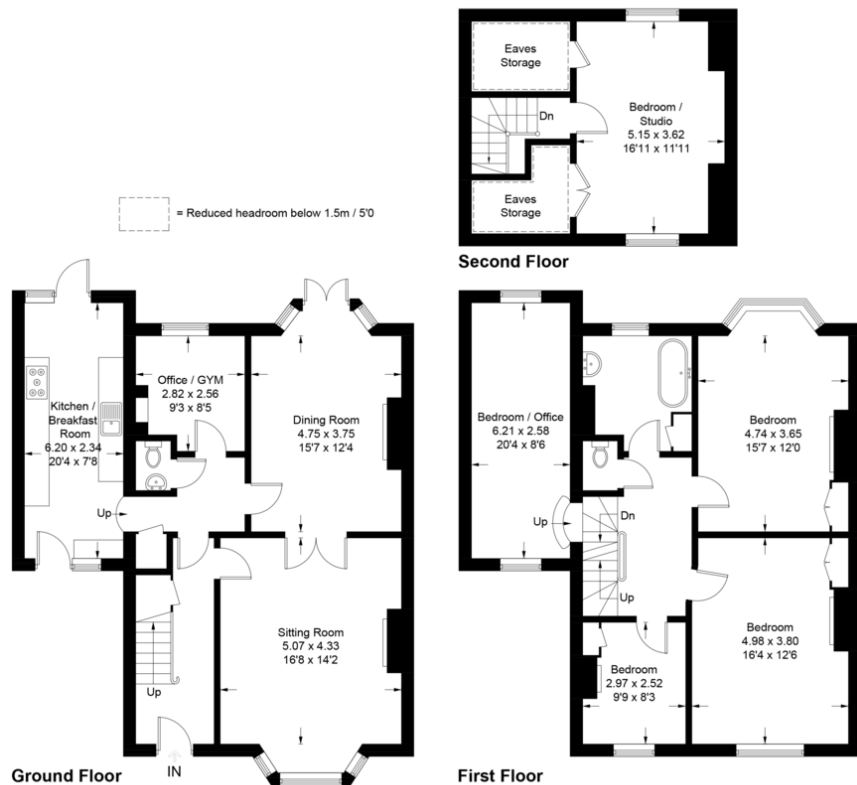 Eaves
Storage
Dn
Bedroom /
Studio
5.15 x 3.62
16'11 x 11'11
Eaves
Storage
= Reduced headroom below 1.5m / 5'0
Second Floor
Office / GYM
2.82 x 2.56
9'3 x 8'5
Kitchen /
Breakfast
Room
6.20 x 2.34
20'4 x 7'8
Dining Room
4.75 x 3.75
15'7 x 12'4
Up
Sitting Room
5.07 x 4.33
16'8 x 14'2
Up
IN
Ground Floor
Bedroom / Office
6.21 x 2.58
20'4 x 8'6
Bedroom
4.74 x 3.65
15'7 x 12'0
Up
Dn
Up
Bedroom
4.98 x 3.80
16'4 x 12'6
Bedroom
2.97 x 2.52
9'9 x 8'3
First Floor